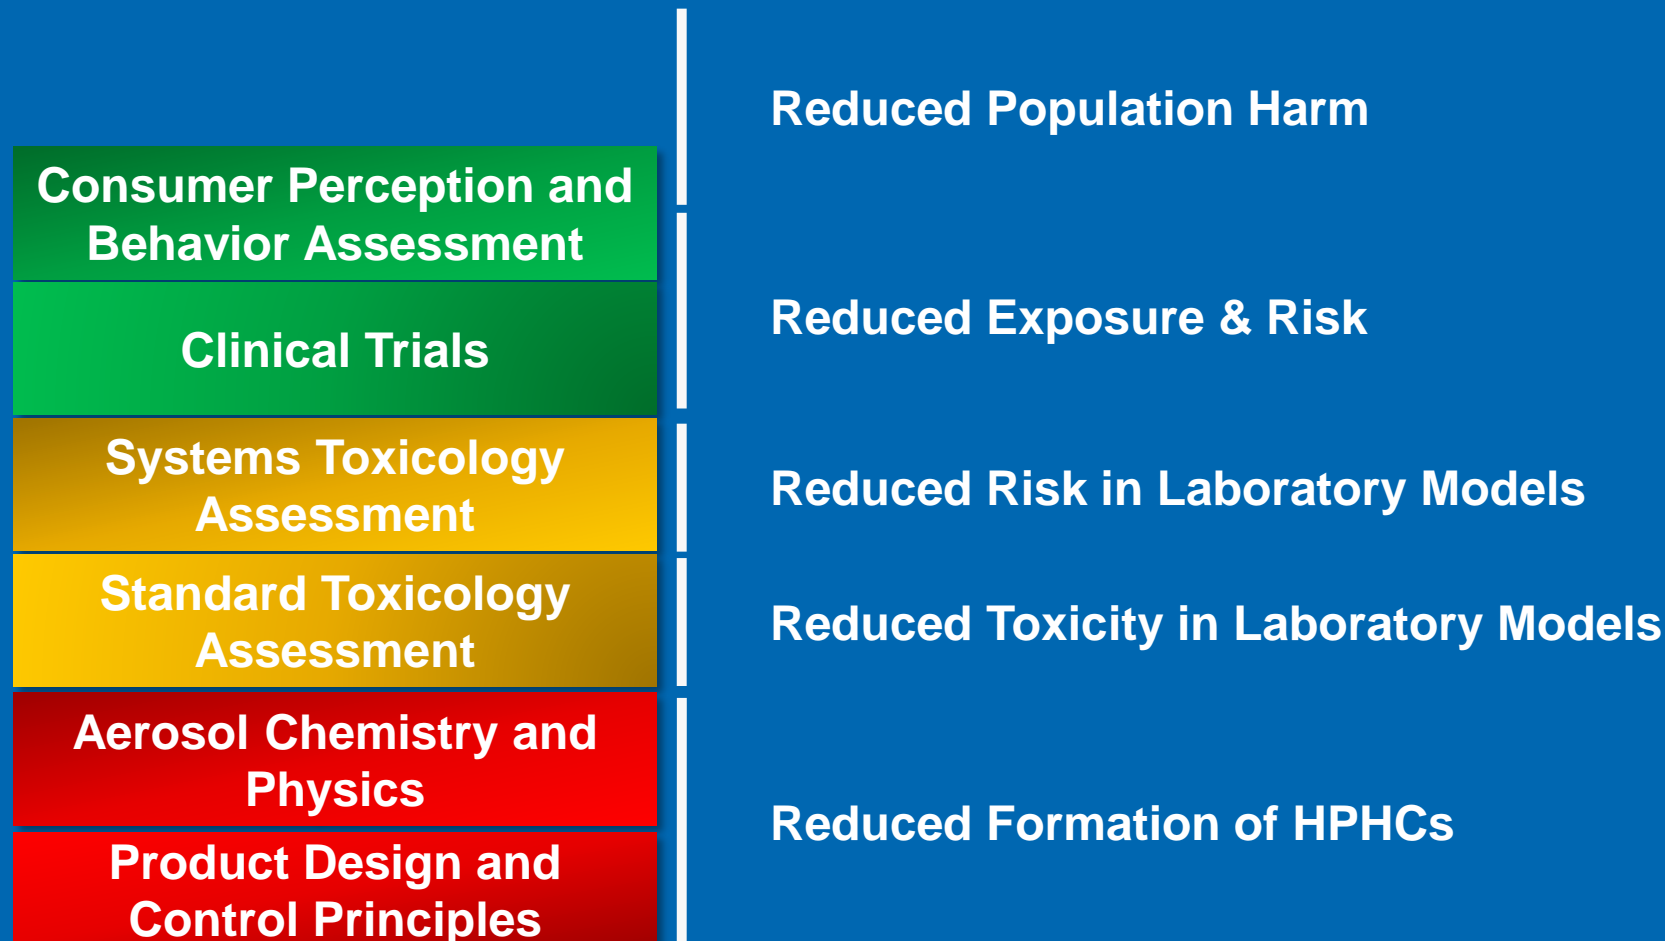 Reduced Population Harm
Consumer Perception and
Behavior Assessment
Reduced Exposure & Risk
Clinical Trials
Systems Toxicology
Assessment
Reduced Risk in Laboratory Models
Standard Toxicology
Assessment
Reduced Toxicity in Laboratory Models
Aerosol Chemistry and
Physics
Reduced Formation of HPHCs
Product Design and
Control Principles